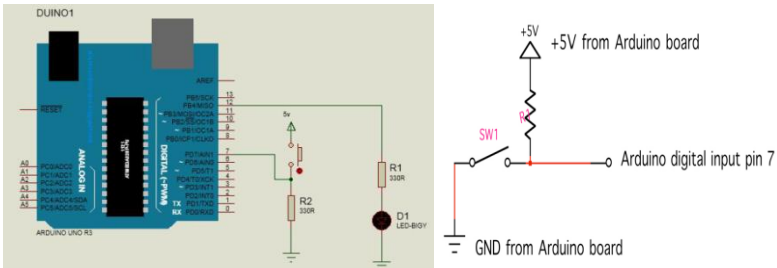 DUINO1
RESET
AREF
13
PB5/SCK
12
PB4/MISO
11
~ PB3/MOSI/OC2A
10
~ PB2/SS/OC1B
9
~ PB1/OC1A
8
PB0/ICP1/CLKO
7
PD7/AIN1
6
~ PD6/AIN0
5
~ PD5/T1
4
PD4/T0/XCK
3
~ PD3/INT1
2
PD2/INT0
1
TX PD1/TXD
0
RX PD0/RXD
ANALOG IN
DIGITAL (~PWM)
A0 PC0/ADC0
A1 PC1/ADC1
A2 PC2/ADC2
A3 PC3/ADC3
A4 PC4/ADC4/SDA
A5 PC5/ADC5/SCL
ARDUINO UNO R3
5v
R2
330R
R1
330R
D1
LED-BIGY
+5V
+5V from Arduino board
R1
SW1
Arduino digital input pin 7
GND from Arduino board